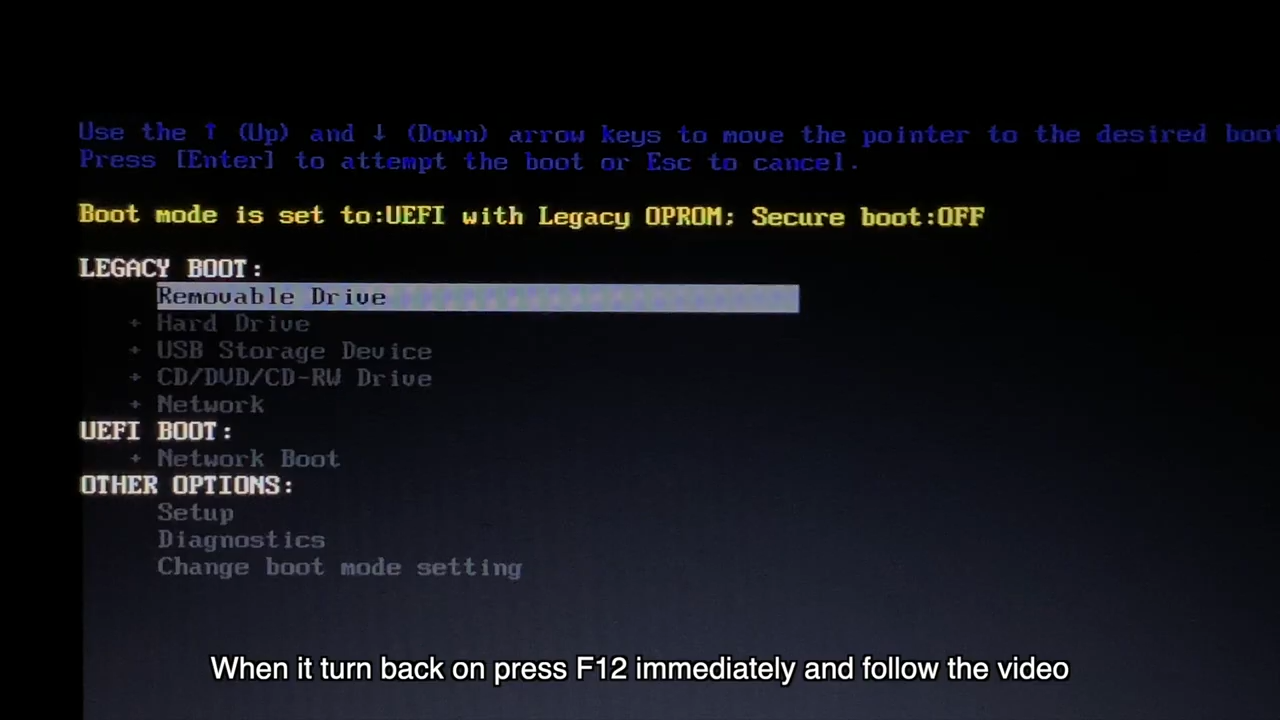 Use the ↑ (Up) and ↓ (Down) arrow keys to move the pointer to the desired
Press [Enter] to attempt the boot or Esc to cancel.
Boot mode is set to:UEFI with Legacy OPROM; Secure boot:OFF
LEGACY BOOT:
Removable Drive
+ Hard Drive
+ USB Storage Device
+ CD/DVD/CD-RW Drive
+ Network
UEFI BOOT:
+ Network Boot
OTHER OPTIONS:
Setup
Diagnostics
Change boot mode setting
When it turn back on press F12 immediately and follow the video